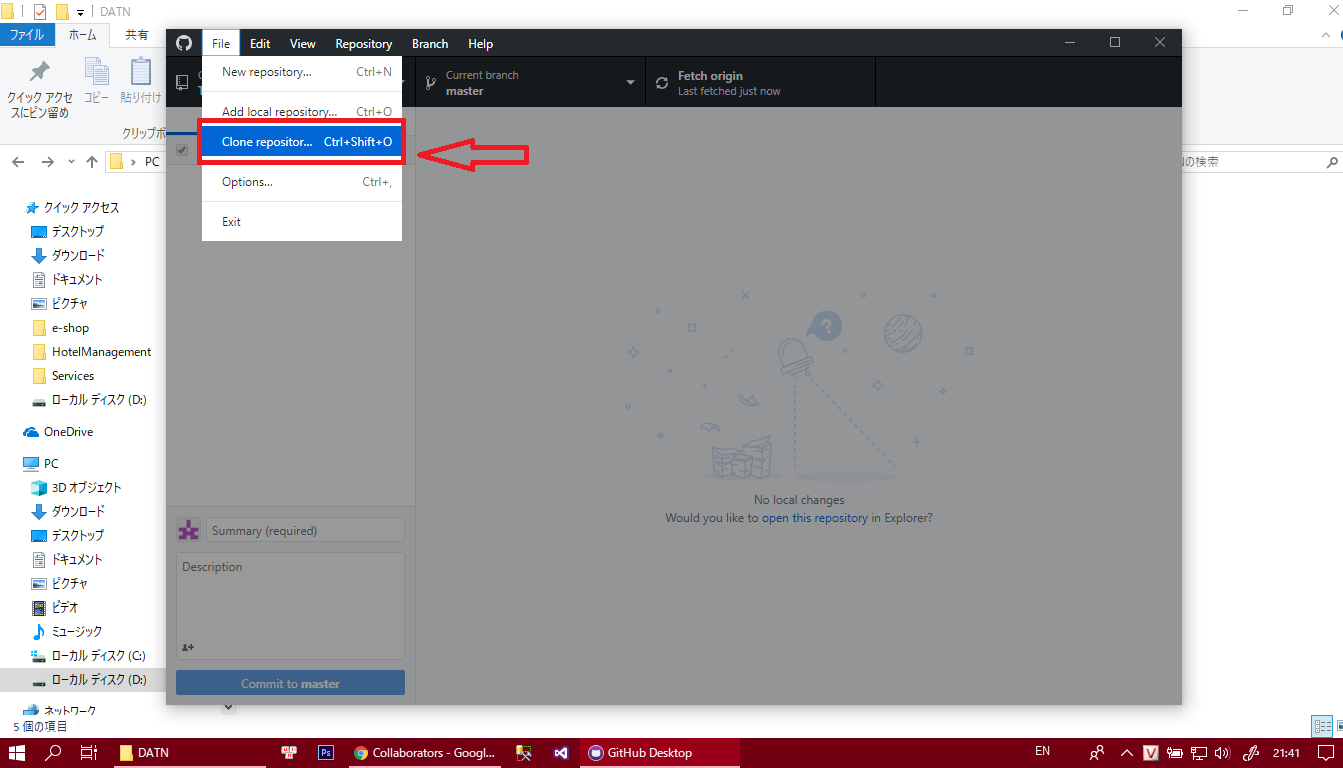 DATN
ファイル
ホーム
共有
クイック アクセ
スにピン留め
コピー
貼り付け
クリップボ
PC
の検索
File
Edit
View
Repository
Branch
Help
Current branch
master
Fetch origin
Last fetched just now
New repository... Ctrl+N
Add local repository... Ctrl+O
Clone repositor... Ctrl+Shift+O
Options... Ctrl+,
Exit
クイック アクセス
デスクトップ
ダウンロード
ドキュメント
ピクチャ
e-shop
HotelManagement
Services
ローカル ディスク (D:)
OneDrive
PC
3D オブジェクト
ダウンロード
デスクトップ
ドキュメント
ピクチャ
ビデオ
ミュージック
ローカル ディスク (C:)
ローカル ディスク (D:)
ネットワーク
5 個の項目
No local changes
Would you like to open this repository in Explorer?
Summary (required)
Description
Commit to master
DATN
Ps
Collaborators - Googl...
GitHub Desktop
EN
V
21:41